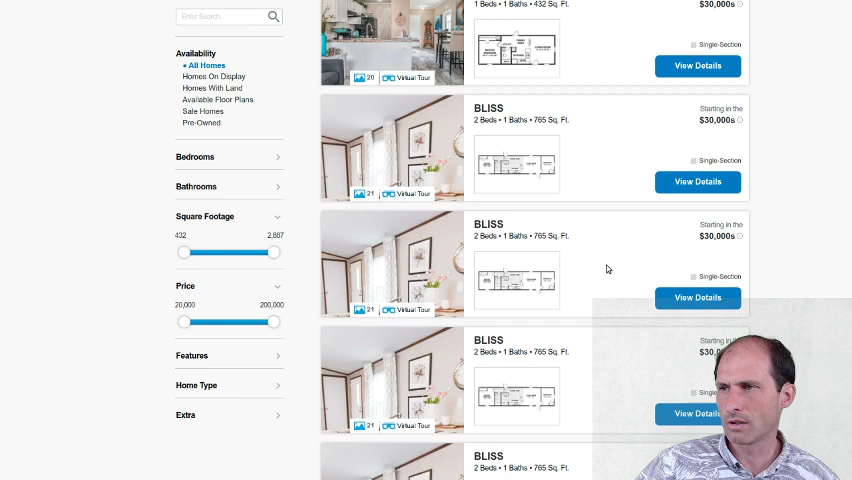 Enter Search...
Availability
• All Homes
Homes On Display
Homes With Land
Available Floor Plans
Sale Homes
Pre-Owned
Bedrooms
Bathrooms
Square Footage
432 2,887
Price
20,000 200,000
Features
Home Type
Extra
1 Beds • 1 Baths • 432 Sq. Ft.
$30,000s
Single-Section
View Details
20 Virtual Tour
BLISS
2 Beds • 1 Baths • 765 Sq. Ft.
Starting in the
$30,000s
Single-Section
View Details
21 Virtual Tour
BLISS
2 Beds • 1 Baths • 765 Sq. Ft.
Starting in the
$30,000s
Single-Section
View Details
21 Virtual Tour
BLISS
2 Beds • 1 Baths • 765 Sq. Ft.
Starting in the
View Details
21 Virtual Tour
BLISS
2 Beds • 1 Baths • 765 Sq. Ft.